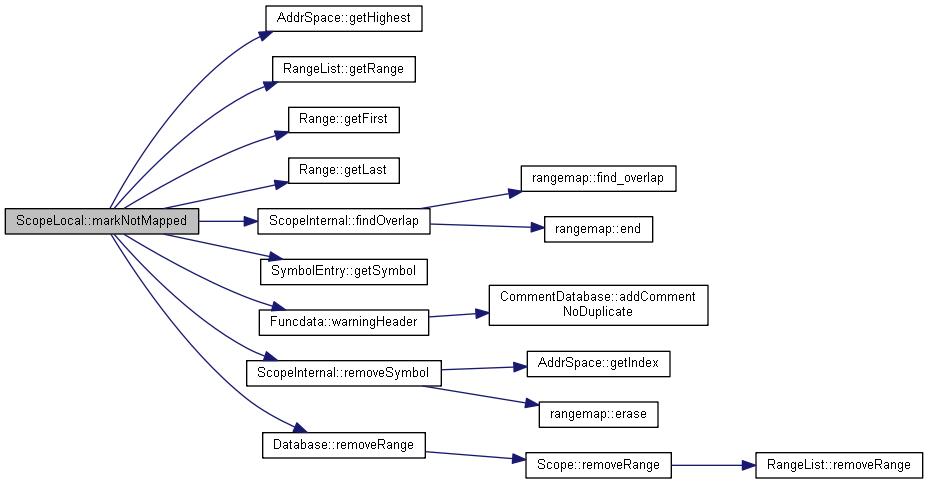 AddrSpace::getHighest
RangeList::getRange
Range::getFirst
Range::getLast
rangemap::find_overlap
ScopeLocal::markNotMapped
ScopeInternal::findOverlap
rangemap::end
SymbolEntry::getSymbol
CommentDatabase::addComment
NoDuplicate
Funcdata::warningHeader
AddrSpace::getIndex
ScopeInternal::removeSymbol
rangemap::erase
Database::removeRange
Scope::removeRange
RangeList::removeRange